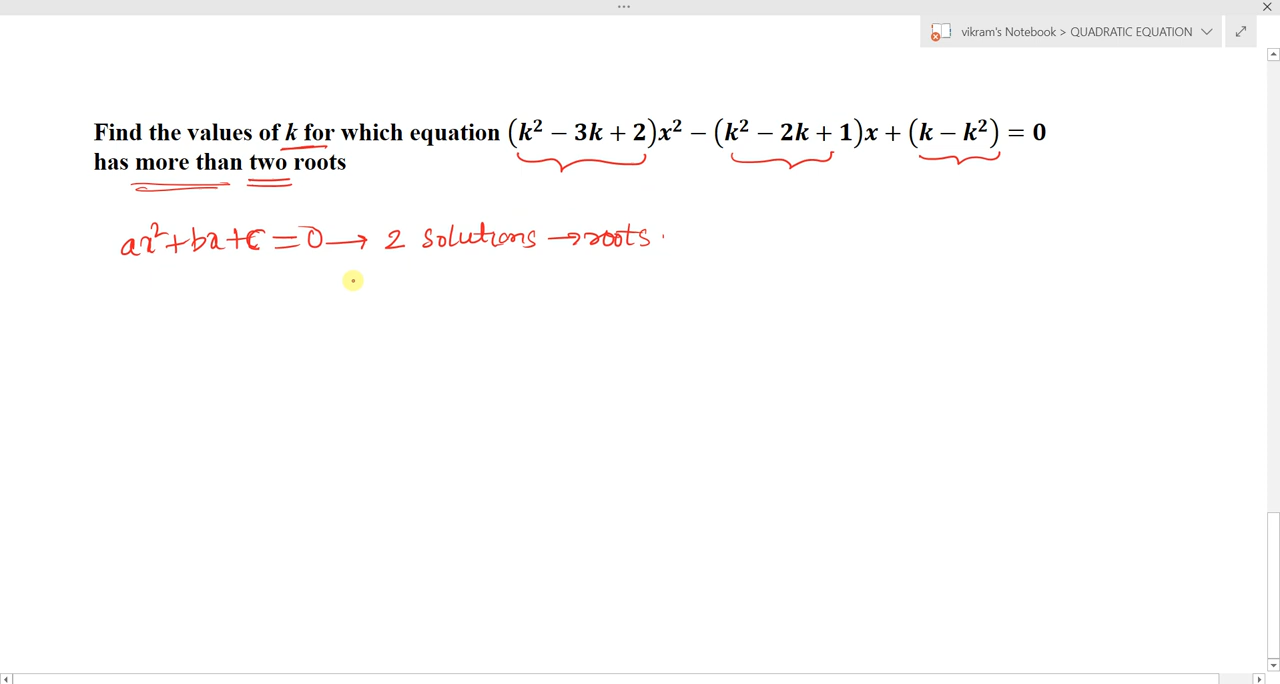 vikram's Notebook > QUADRATIC EQUATION
Find the values of k for which equation (k² − 3k + 2)x² − (k² − 2k + 1)x + (k − k²) = 0
has more than two roots
ax² + bx + c = 0 → 2 solutions → roots.